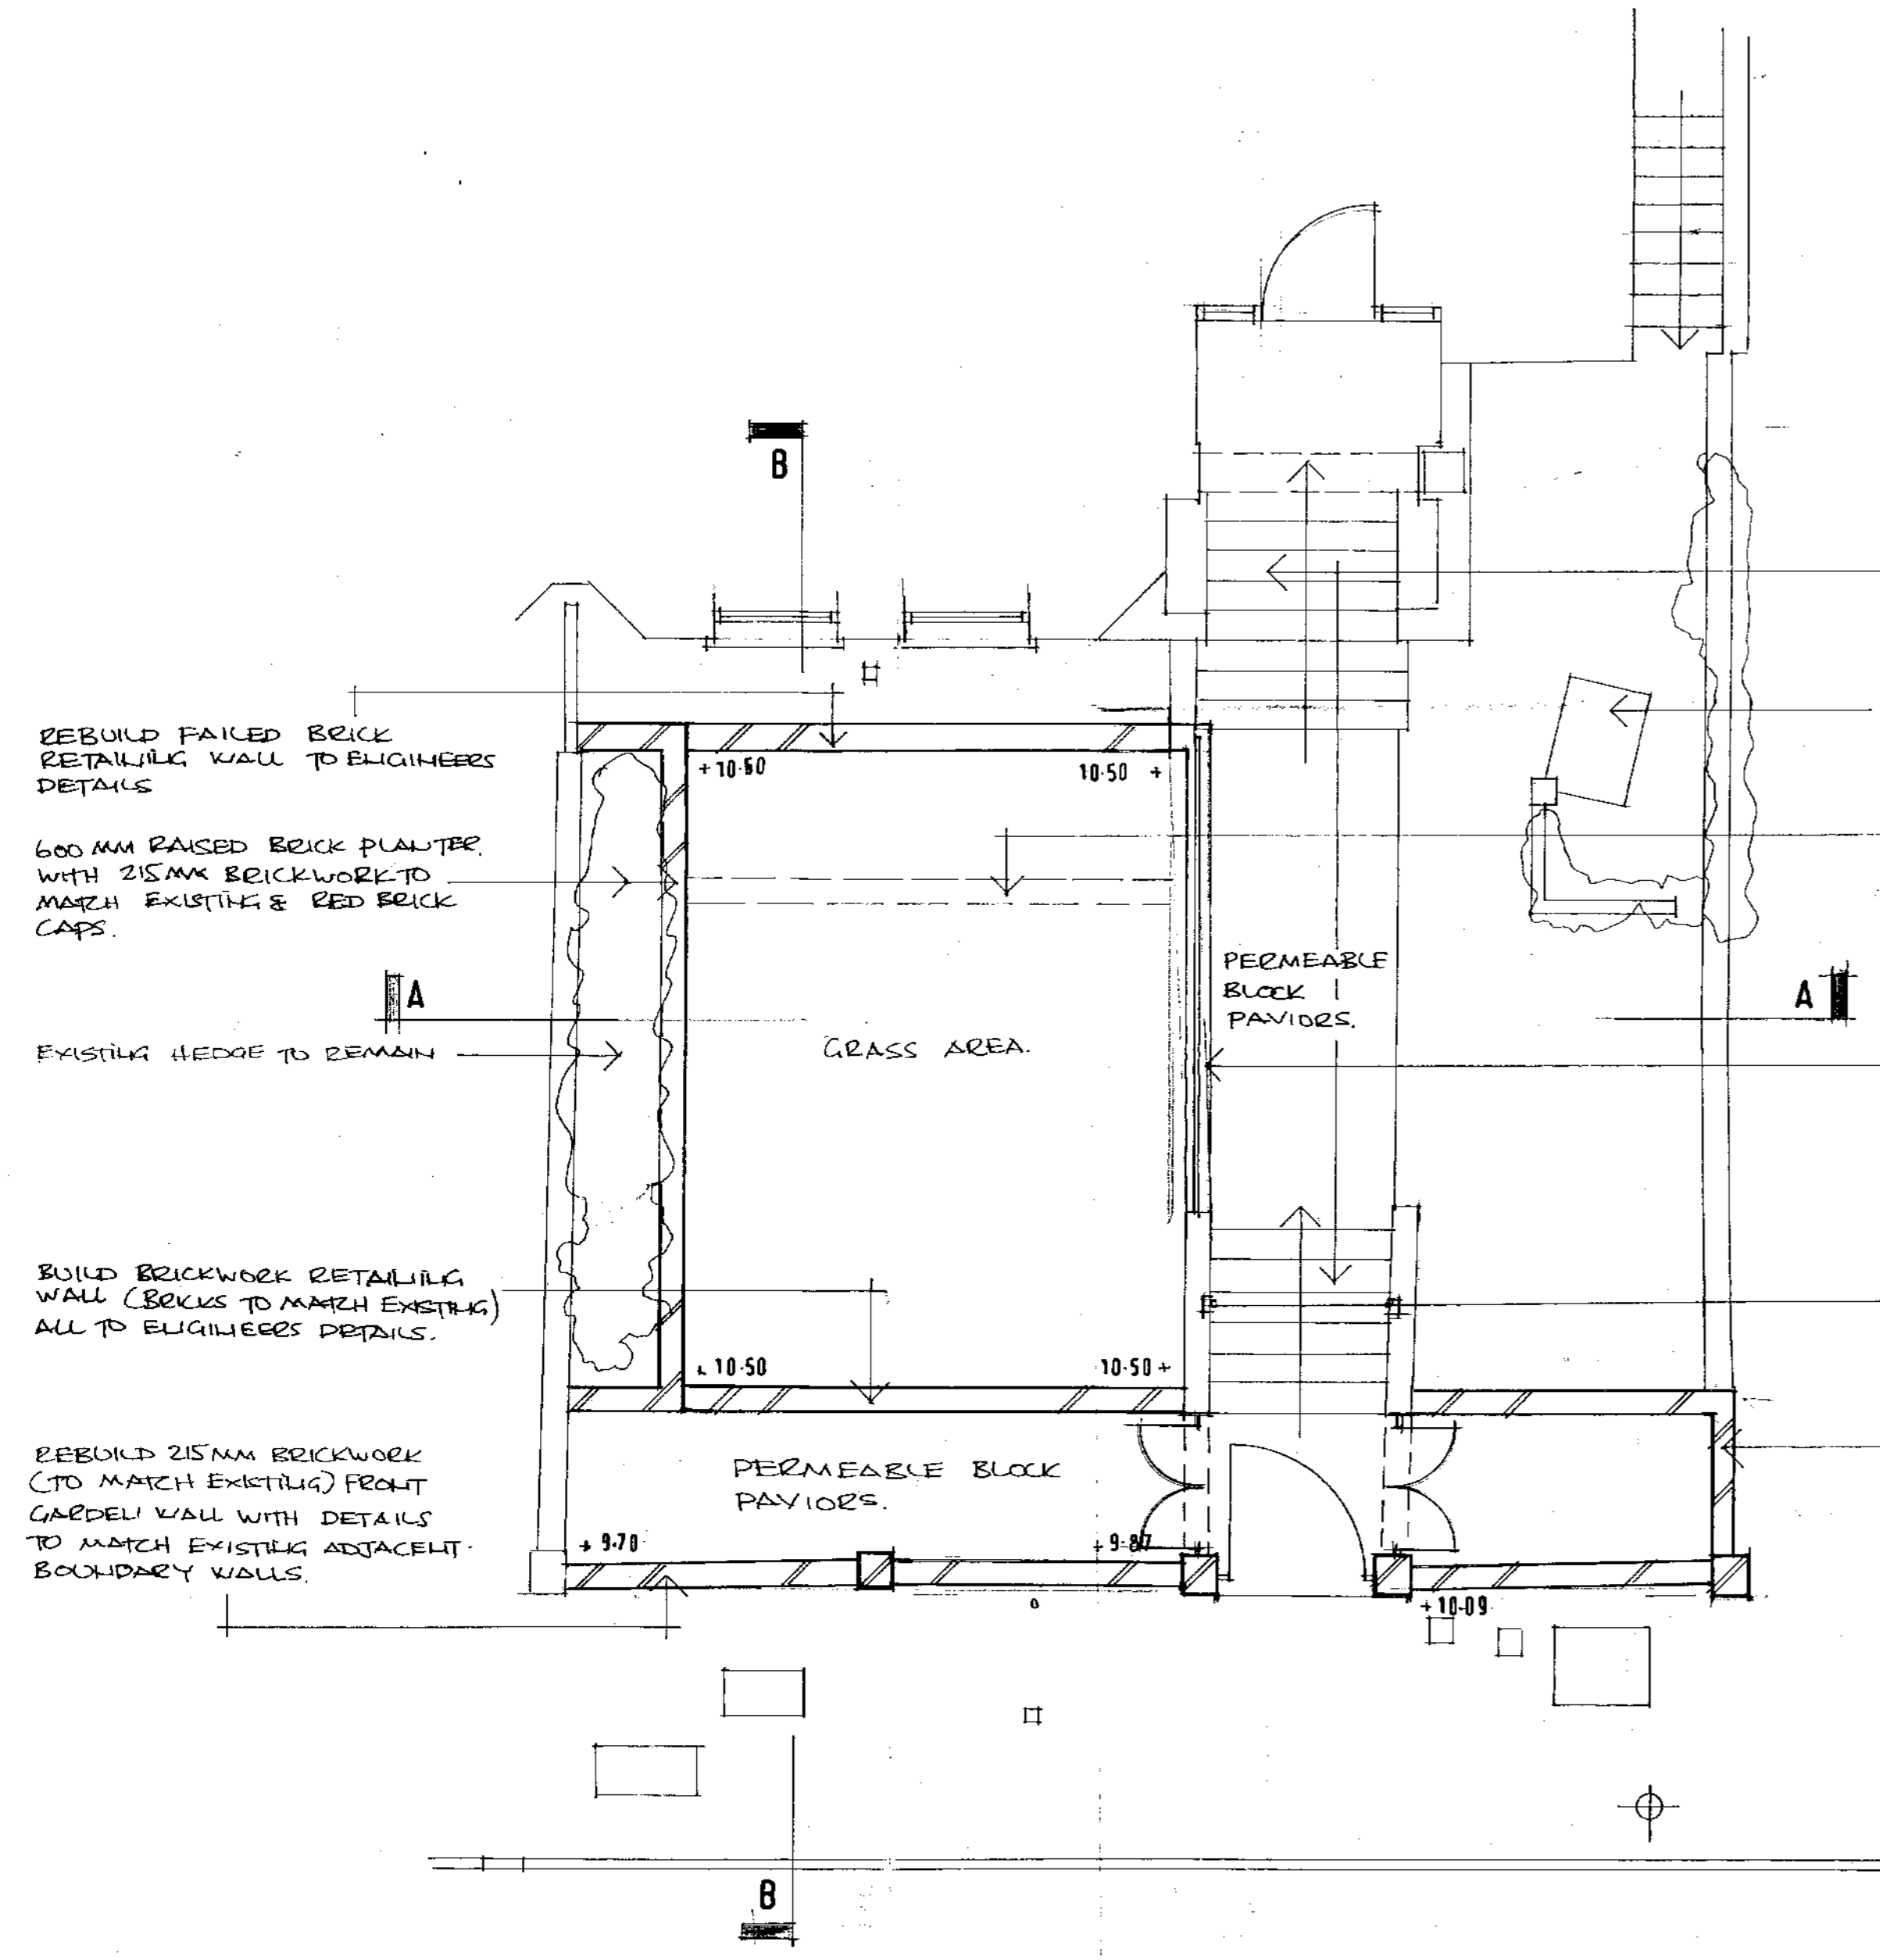 B
REBUILD FAILED BRICK
RETAINING WALL TO ENGINEERS
DETAILS
+ 10·50
10·50 +
600 MM RAISED BRICK PLANTER.
WITH 215MM BRICKWORK TO
MATCH EXISTING & RED BRICK
CAPS.
PERMEABLE
BLOCK
PAVIORS.
A
A
EXISTING HEDGE TO REMAIN
GRASS AREA.
BUILD BRICKWORK RETAINING
WALL (BRICKS TO MATCH EXISTING)
ALL TO ENGINEERS DETAILS.
+ 10·50
10·50 +
REBUILD 215MM BRICKWORK
(TO MATCH EXISTING) FRONT
GARDEN WALL WITH DETAILS
TO MATCH EXISTING ADJACENT
BOUNDARY WALLS.
PERMEABLE BLOCK
PAVIORS.
+ 9·70
+ 9·87
+ 10·09
B